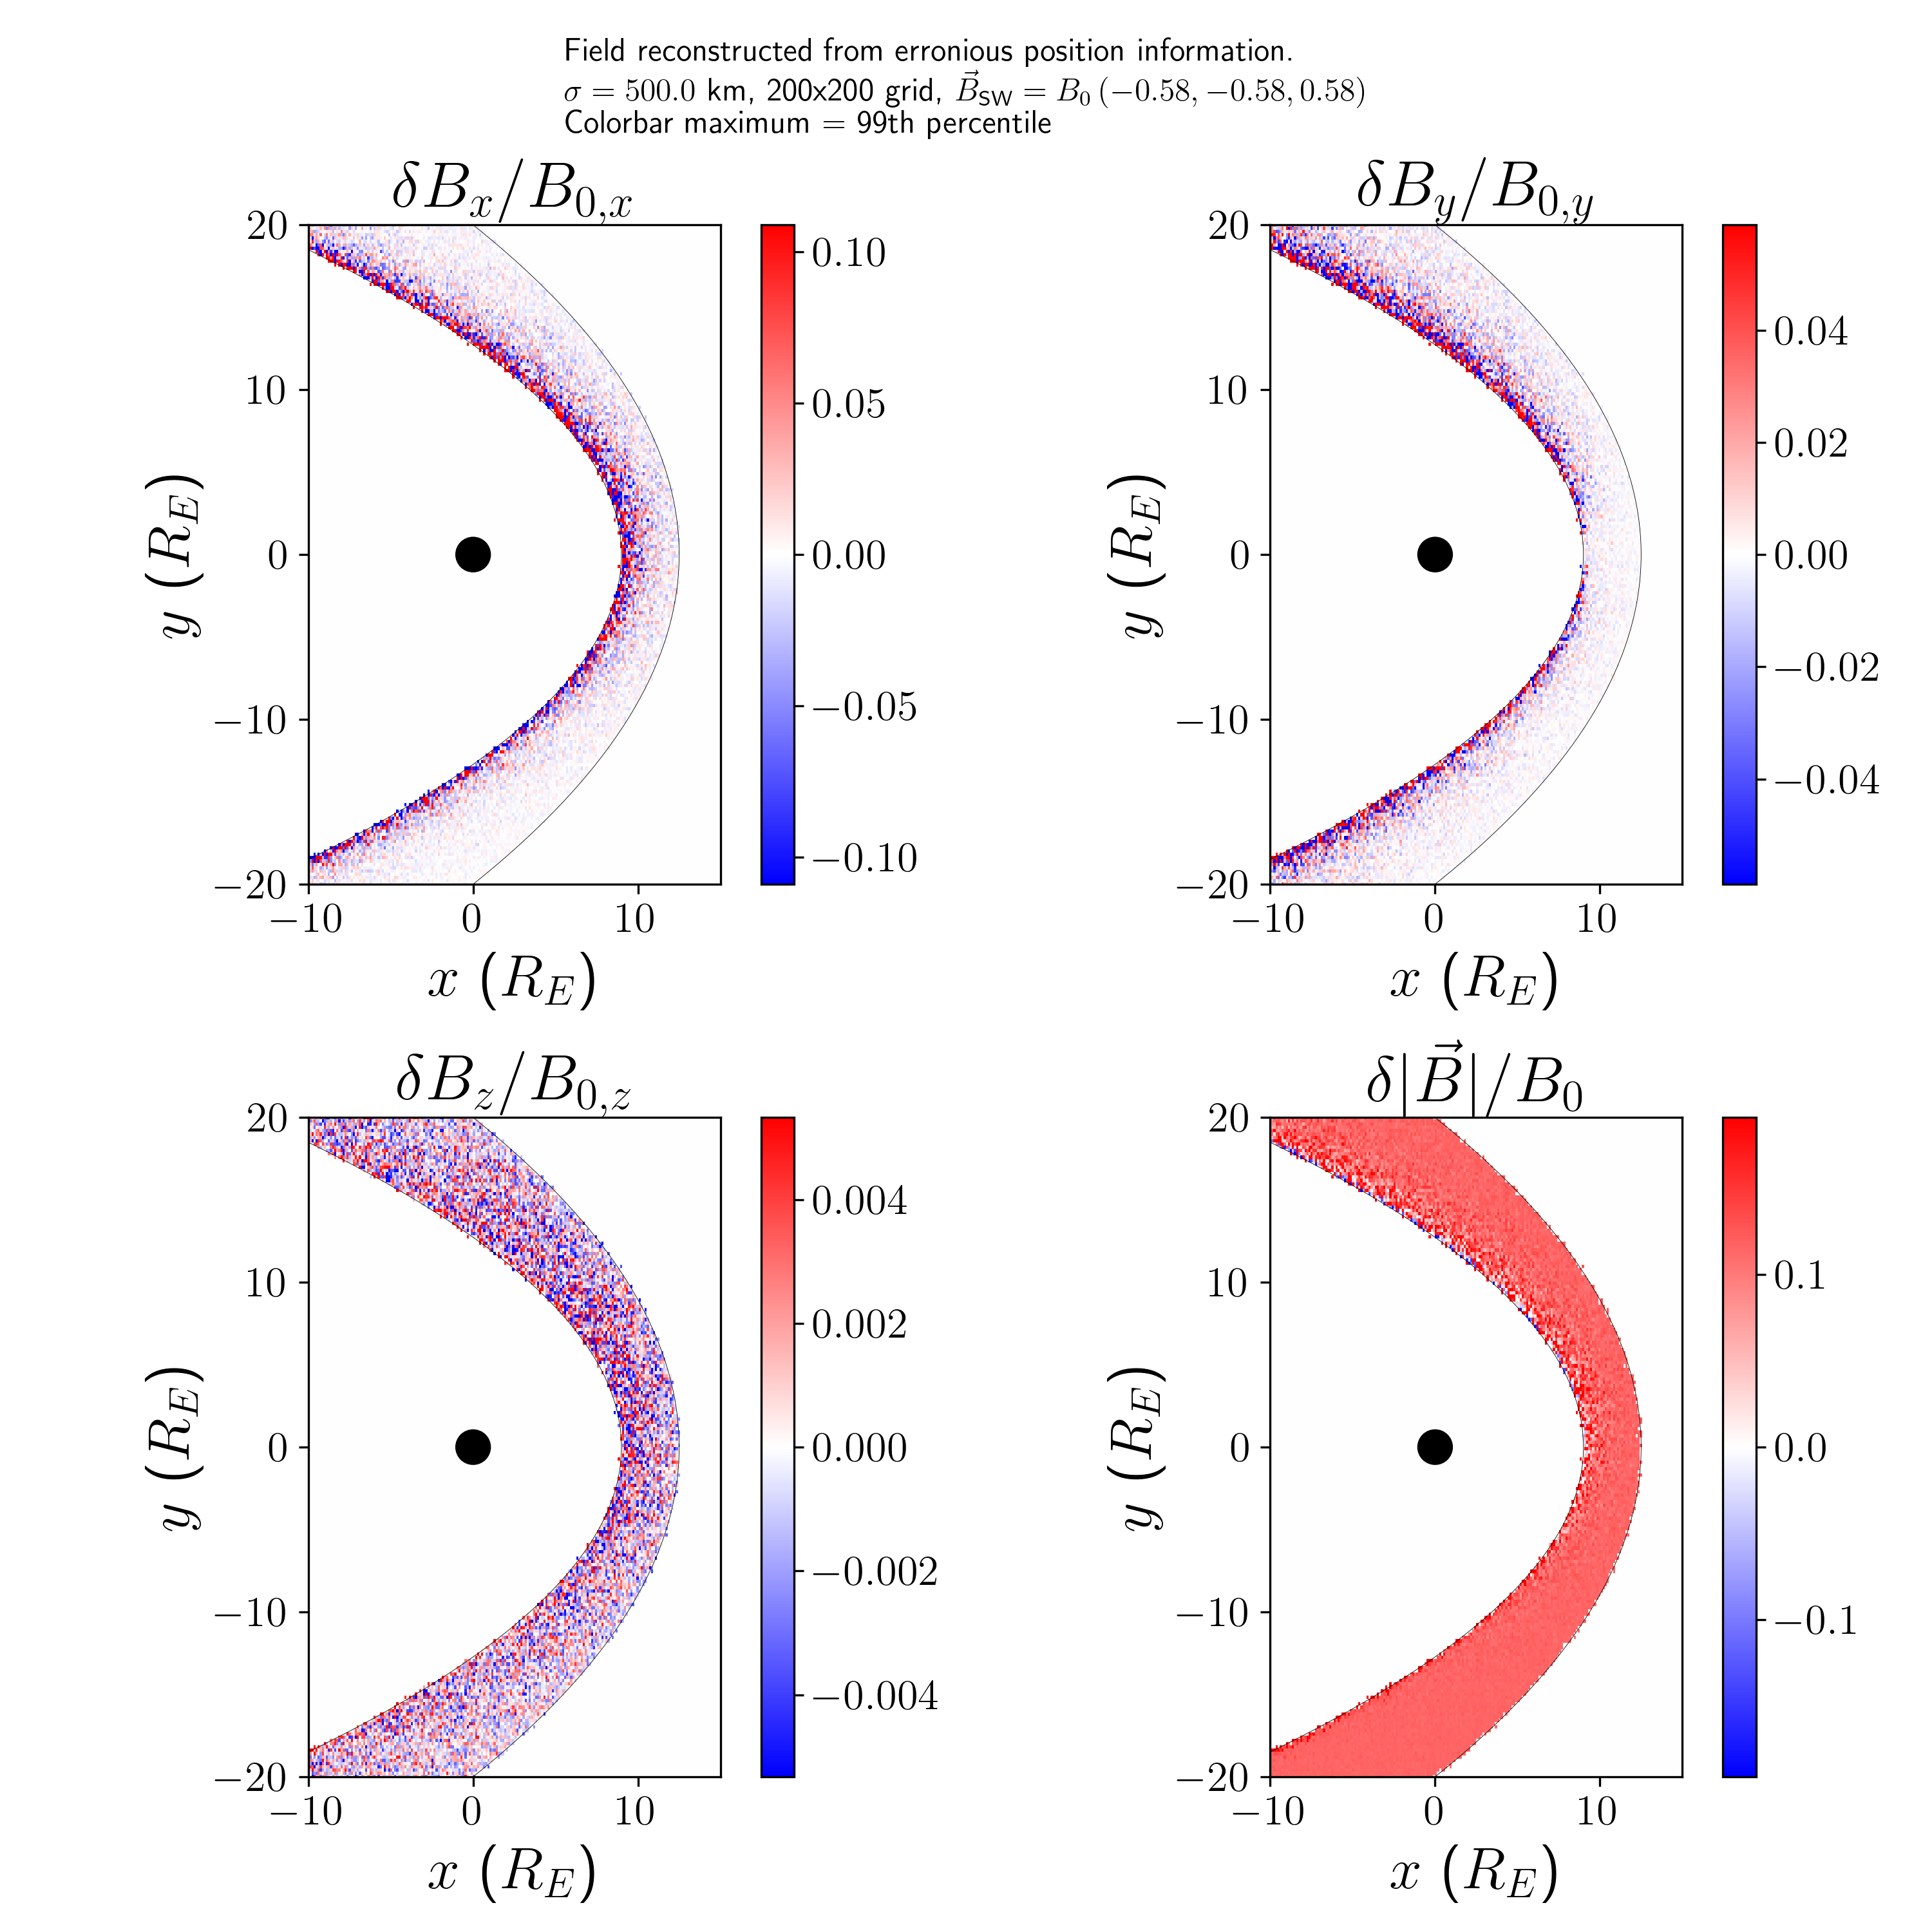 Field reconstructed from erronious position information.
σ = 500.0 km, 200x200 grid, B⃗_SW = B₀ (−0.58, −0.58, 0.58)
Colorbar maximum = 99th percentile
δB_x/B_{0,x}
20
10
0
−10
−20
−10 0 10
x (R_E)
y (R_E)
0.10
0.05
0.00
−0.05
−0.10
δB_y/B_{0,y}
20
10
0
−10
−20
−10 0 10
x (R_E)
y (R_E)
0.04
0.02
0.00
−0.02
−0.04
δB_z/B_{0,z}
20
10
0
−10
−20
−10 0 10
x (R_E)
y (R_E)
0.004
0.002
0.000
−0.002
−0.004
δ|B⃗|/B₀
20
10
0
−10
−20
−10 0 10
x (R_E)
y (R_E)
0.1
0.0
−0.1